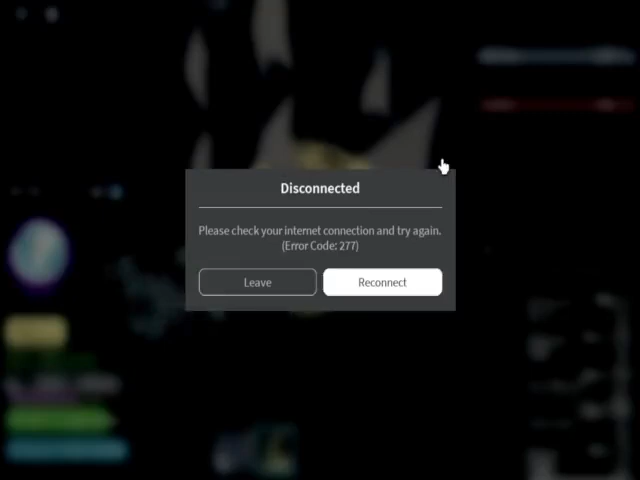 Disconnected
Please check your internet connection and try again.
(Error Code: 277)
Leave
Reconnect